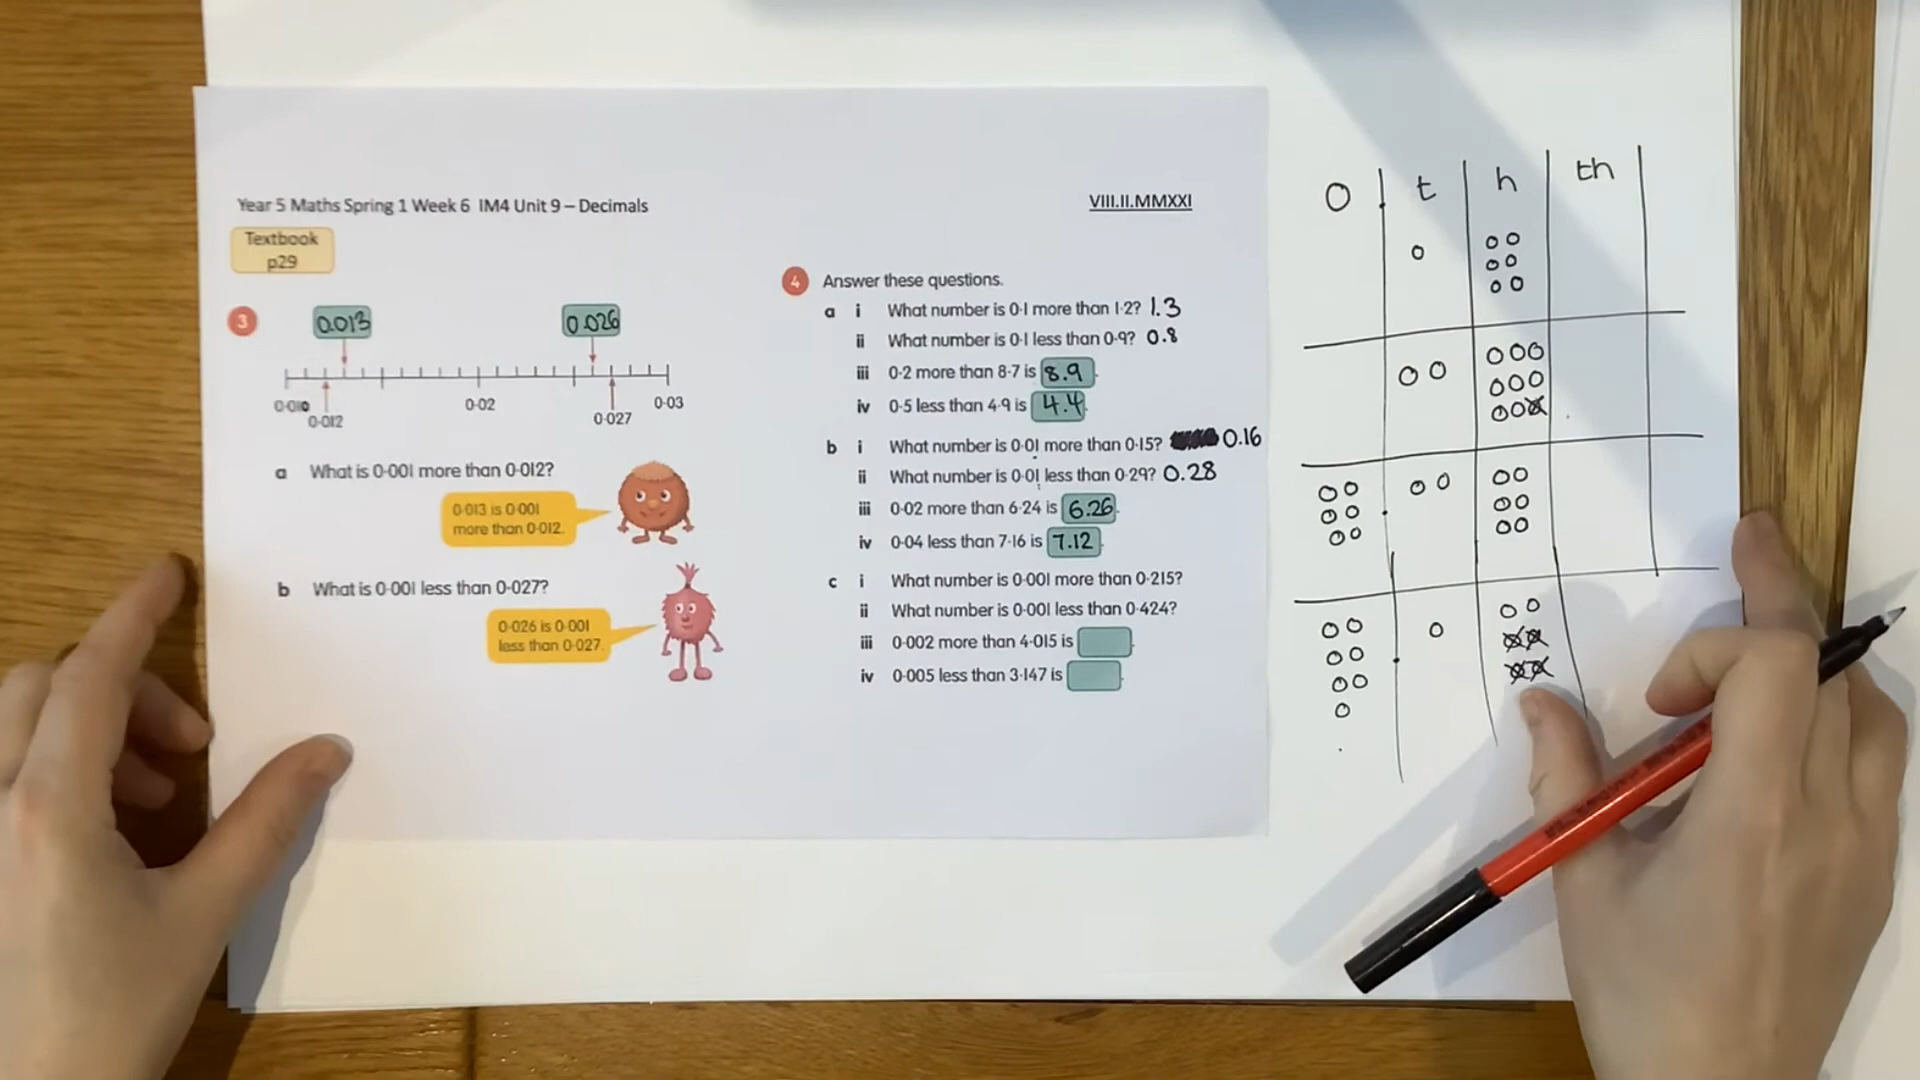 Year 5 Maths Spring 1 Week 6 IM4 Unit 9 – Decimals
VIII.II.MMXXI
Textbook
p29
3
0.013
0.026
0·010
0·012
0·02
0·027
0·03
a What is 0·001 more than 0·012?
0·013 is 0·001
more than 0·012.
b What is 0·001 less than 0·027?
0·026 is 0·001
less than 0·027.
4 Answer these questions.
a i What number is 0·1 more than 1·2? 1.3
ii What number is 0·1 less than 0·9? 0.8
iii 0·2 more than 8·7 is 8.9.
iv 0·5 less than 4·9 is 4.4.
b i What number is 0·01 more than 0·15? 0.16
ii What number is 0·01 less than 0·29? 0.28
iii 0·02 more than 6·24 is 6.26.
iv 0·04 less than 7·16 is 7.12.
c i What number is 0·001 more than 0·215?
ii What number is 0·001 less than 0·424?
iii 0·002 more than 4·015 is .
iv 0·005 less than 3·147 is .
O . t h th